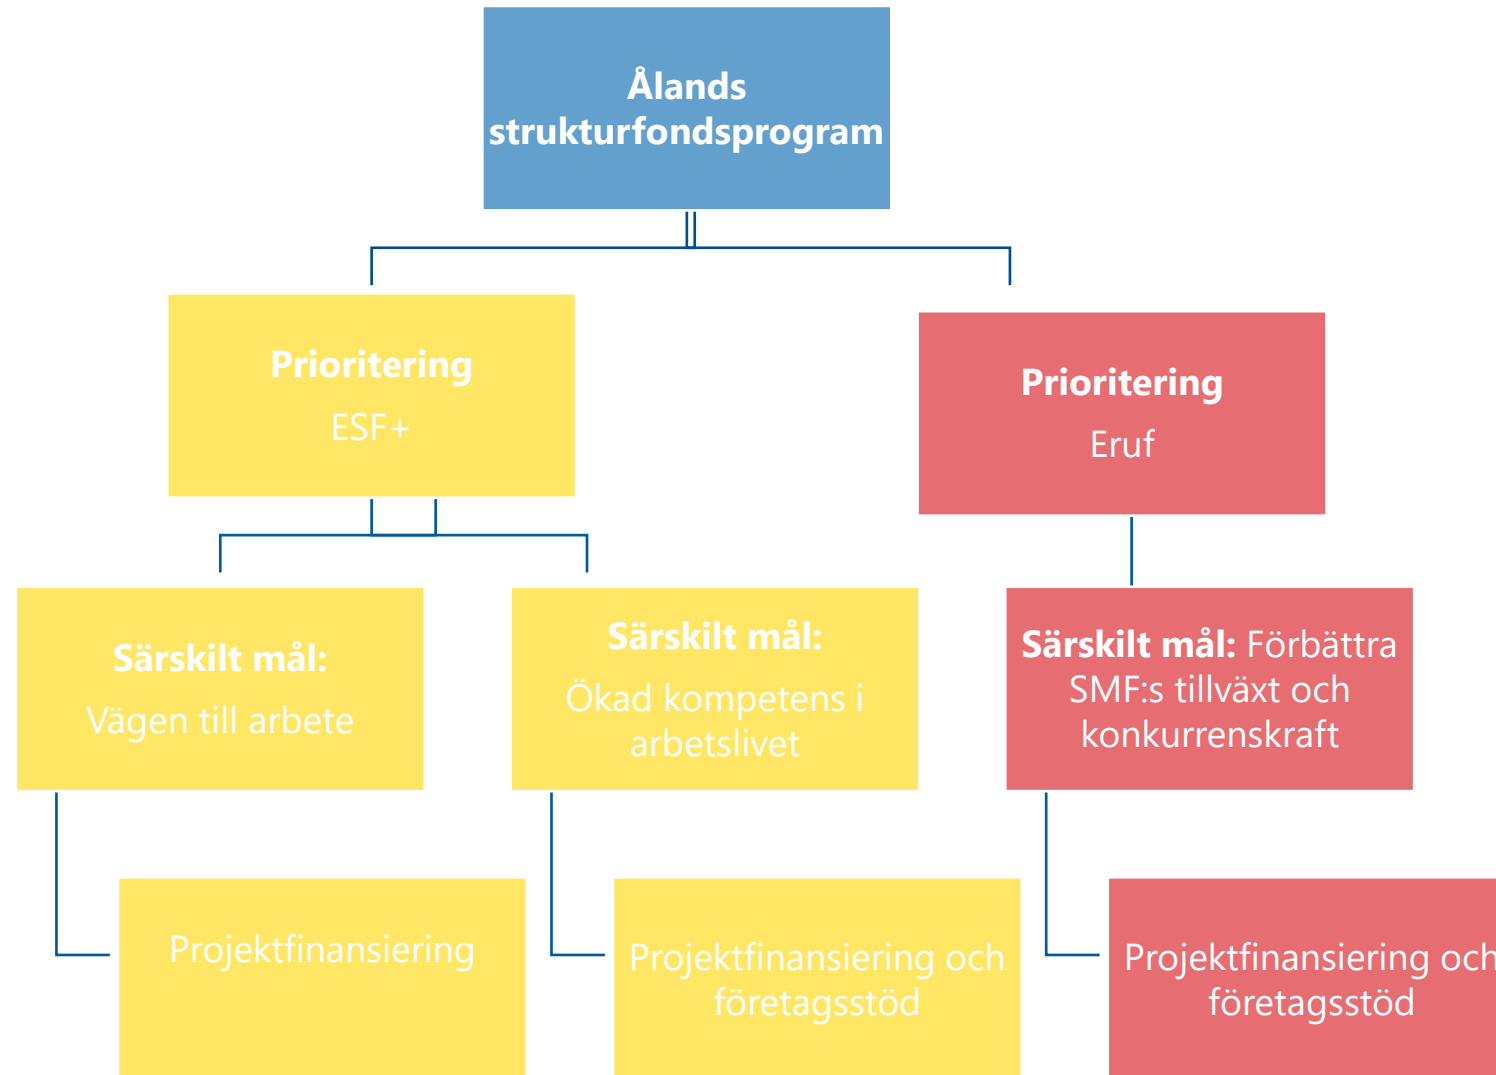 Ålands
strukturfondsprogram
Prioritering
ESF+
Prioritering
Eruf
Särskilt mål:
Vägen till arbete
Särskilt mål:
Ökad kompetens i
arbetslivet
Särskilt mål: Förbättra
SMF:s tillväxt och
konkurrenskraft
Projektfinansiering
Projektfinansiering och
företagsstöd
Projektfinansiering och
företagsstöd